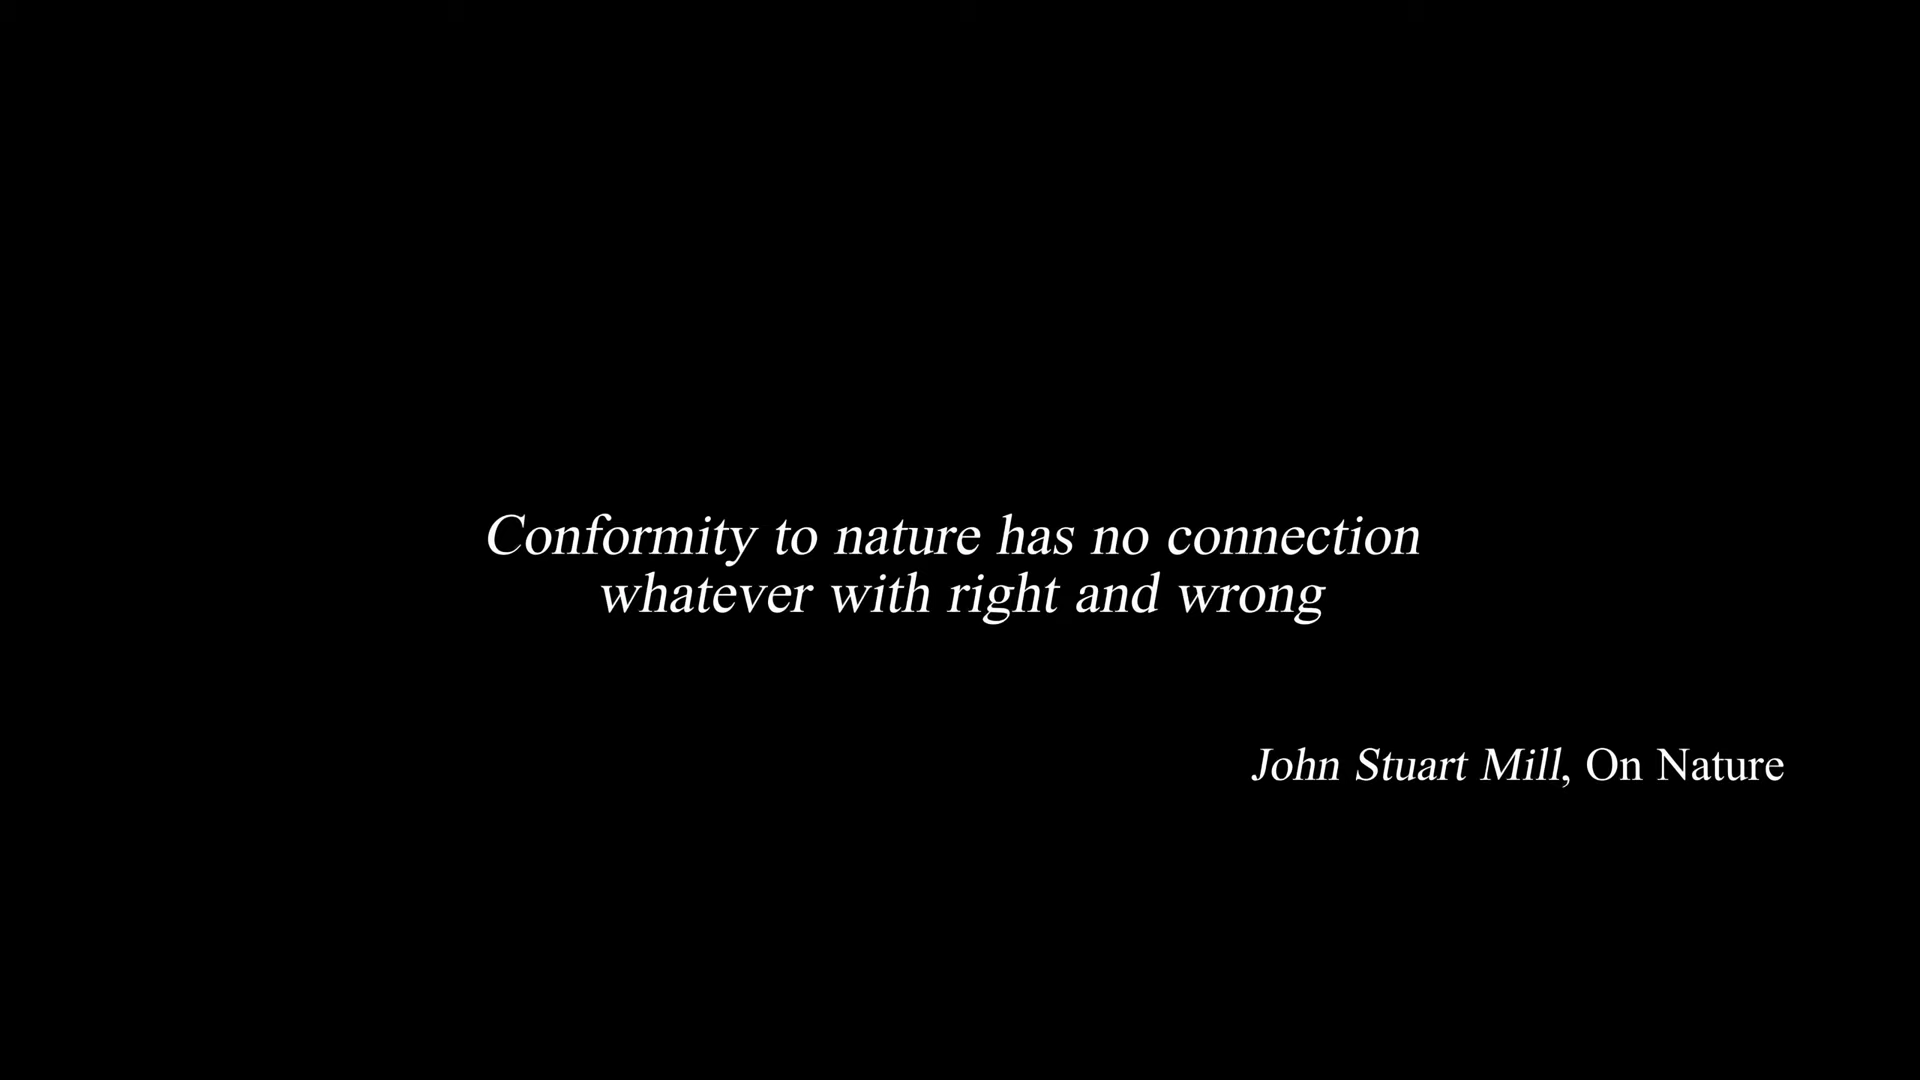 Conformity to nature has no connection
whatever with right and wrong
John Stuart Mill, On Nature